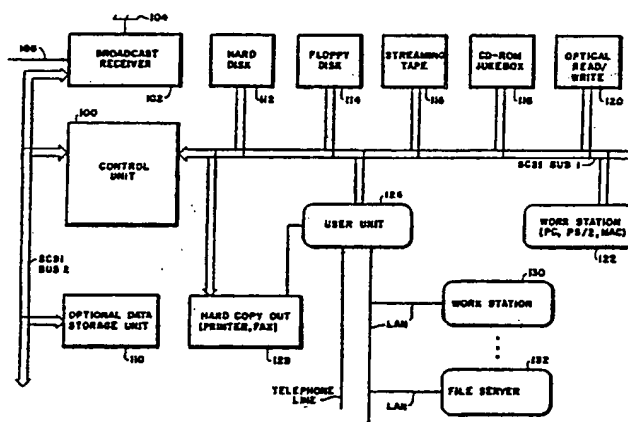 104
106
BROADCAST
RECEIVER
102
HARD
DISK
112
FLOPPY
DISK
114
STREAMING
TAPE
116
CD-ROM
JUKEBOX
118
OPTICAL
READ/
WRITE
120
100
CONTROL
UNIT
SCSI BUS 1
126
USER UNIT
WORK STATION
(PC, PS/2, MAC)
122
SCSI
BUS 2
OPTIONAL DATA
STORAGE UNIT
110
HARD COPY OUT
(PRINTER, FAX)
128
130
WORK STATION
LAN
132
FILE SERVER
TELEPHONE
LINE
LAN